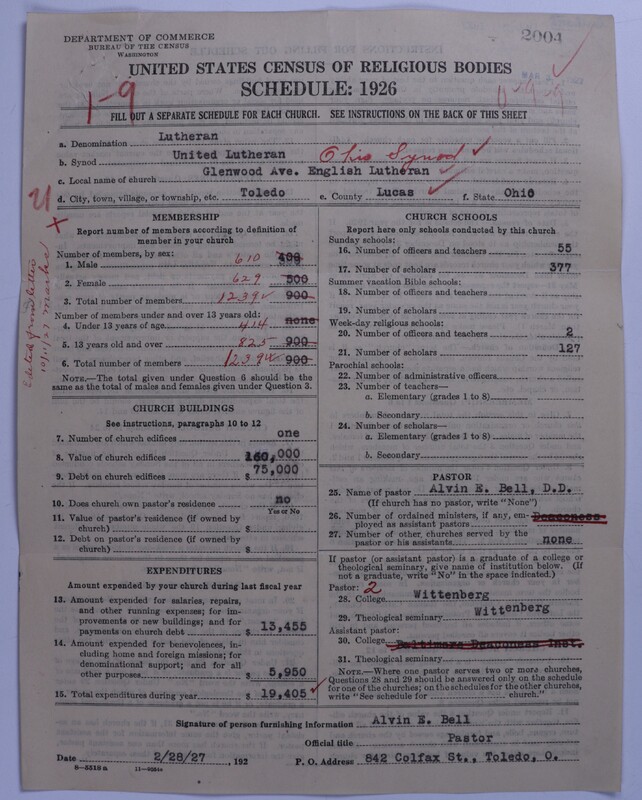 DEPARTMENT OF COMMERCE
BUREAU OF THE CENSUS
WASHINGTON
2004
UNITED STATES CENSUS OF RELIGIOUS BODIES
SCHEDULE: 1926
1-9
FILL OUT A SEPARATE SCHEDULE FOR EACH CHURCH. SEE INSTRUCTIONS ON THE BACK OF THIS SHEET
a. Denomination Lutheran
b. Synod United Lutheran Ohio Synod
c. Local name of church Glenwood Ave. English Lutheran
d. City, town, village, or township, etc. Toledo e. County Lucas f. State Ohio
MEMBERSHIP
Report number of members according to definition of
member in your church
Number of members, by sex:
1. Male 610 400
2. Female 629 500
3. Total number of members 1239 900
Number of members under and over 13 years old:
4. Under 13 years of age 414 none
5. 13 years old and over 825 900
6. Total number of members 1239 900
NOTE.—The total given under Question 6 should be the
same as the total of males and females given under Question 3.
CHURCH BUILDINGS
See instructions, paragraphs 10 to 12
7. Number of church edifices one
8. Value of church edifices 160,000
9. Debt on church edifices $ 75,000
10. Does church own pastor's residence no
Yes or No
11. Value of pastor's residence (if owned by
church) $
12. Debt on pastor's residence (if owned by
church) $
EXPENDITURES
Amount expended by your church during last fiscal year
13. Amount expended for salaries, repairs,
and other running expenses; for im-
provements or new buildings; and for
payments on church debt $ 13,455
14. Amount expended for benevolences, in-
cluding home and foreign missions; for
denominational support; and for all
other purposes $ 5,950
15. Total expenditures during year $ 19,405
CHURCH SCHOOLS
Report here only schools conducted by this church
Sunday schools:
16. Number of officers and teachers 55
17. Number of scholars 377
Summer vacation Bible schools:
18. Number of officers and teachers
19. Number of scholars
Week-day religious schools:
20. Number of officers and teachers 2
21. Number of scholars 127
Parochial schools:
22. Number of administrative officers
23. Number of teachers—
a. Elementary (grades 1 to 8)
b. Secondary
24. Number of scholars—
a. Elementary (grades 1 to 8)
b. Secondary
PASTOR
25. Name of pastor Alvin E. Bell, D.D.
(If church has no pastor, write "None")
26. Number of ordained ministers, if any, em-
ployed as assistant pastors Deaconess
27. Number of other churches served by the
pastor or his assistants none
If pastor (or assistant pastor) is a graduate of a college or
theological seminary, give name of institution below. (If
not a graduate, write "No" in the space indicated.)
Pastor: 2
28. College Wittenberg
29. Theological seminary Wittenberg
Assistant pastor:
30. College Baltimore Deaconess Inst.
31. Theological seminary
NOTE.—Where one pastor serves two or more churches,
Questions 28 and 29 should be answered only on the schedule
for one of the churches; on the schedules for the other churches,
write "See schedule for church."
Signature of person furnishing information Alvin E. Bell
Official title Pastor
Date 2/28/27, 192 P. O. Address 842 Colfax St., Toledo, O.
8-3318 a